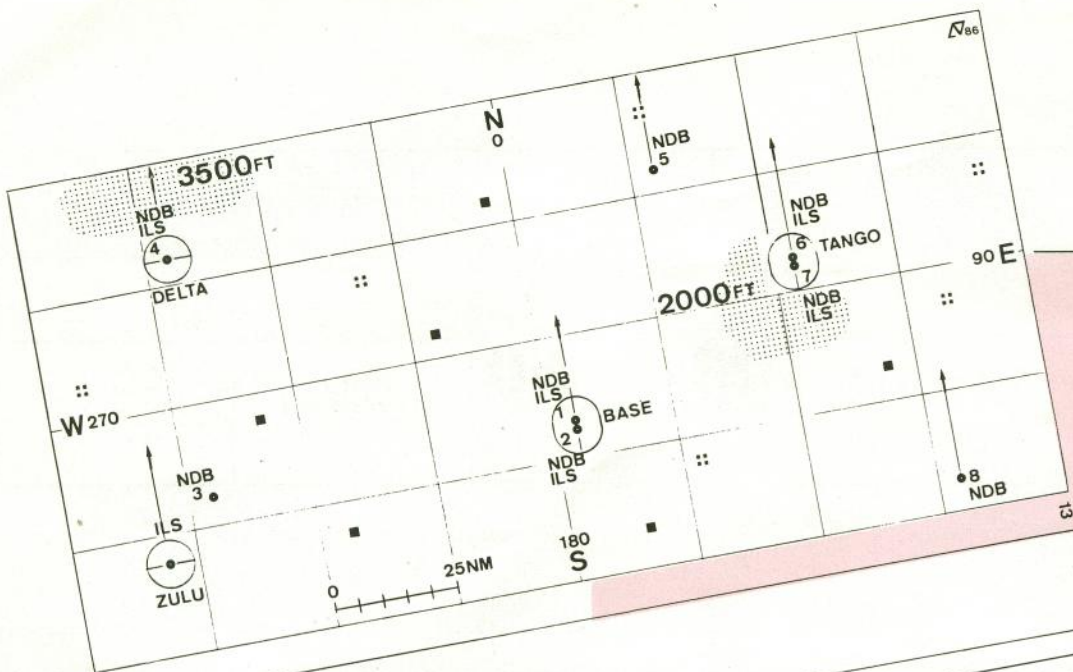 86
N
0
3500FT
NDB
5
NDB
ILS
4
DELTA
NDB
ILS
6
TANGO
7
NDB
ILS
90 E
2000FT
W 270
NDB
ILS
1
BASE
2
NDB
ILS
NDB
3
8
NDB
ILS
ZULU
180
S
0
25NM
13